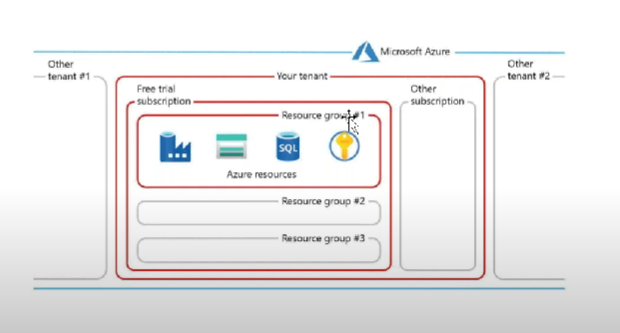 Microsoft Azure
Other
tenant #1
Your tenant
Other
tenant #2
Free trial
subscription
Other
subscription
Resource group #1
SQL
Azure resources
Resource group #2
Resource group #3